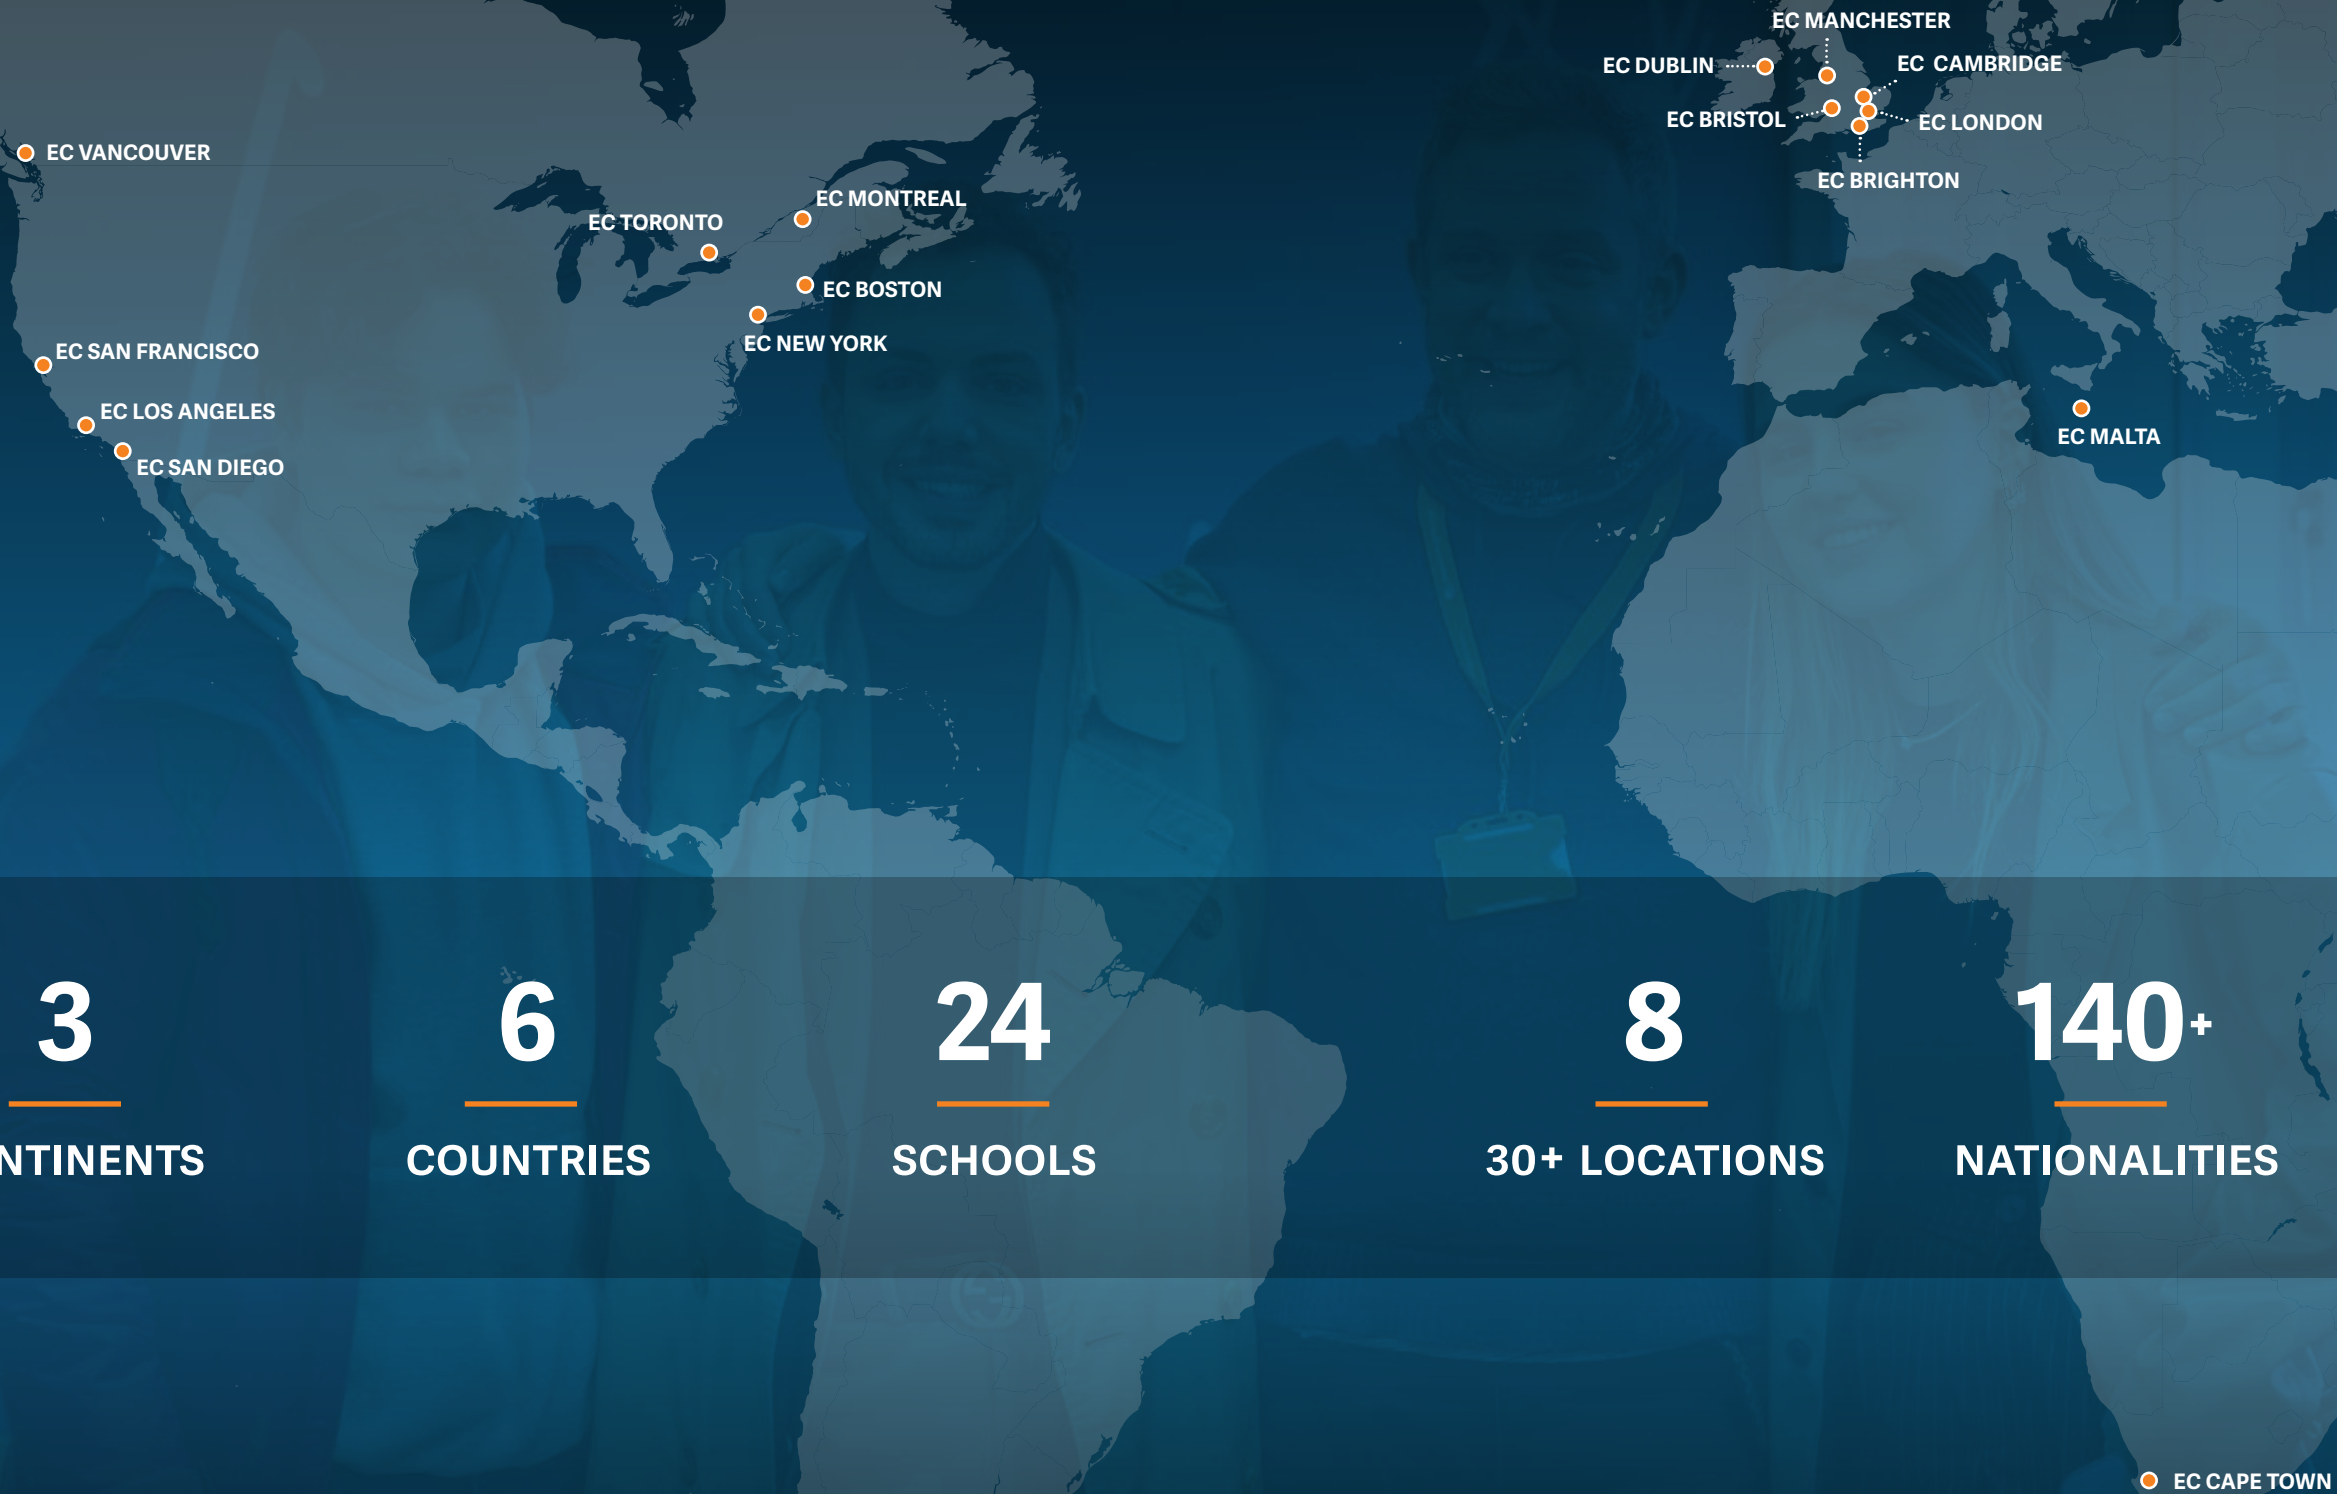 EC MANCHESTER
EC DUBLIN
EC CAMBRIDGE
EC BRISTOL
EC LONDON
EC BRIGHTON
EC VANCOUVER
EC MONTREAL
EC TORONTO
EC BOSTON
EC NEW YORK
EC SAN FRANCISCO
EC LOS ANGELES
EC SAN DIEGO
EC MALTA
3
NTINENTS
6
COUNTRIES
24
SCHOOLS
8
30+ LOCATIONS
140+
NATIONALITIES
EC CAPE TOWN